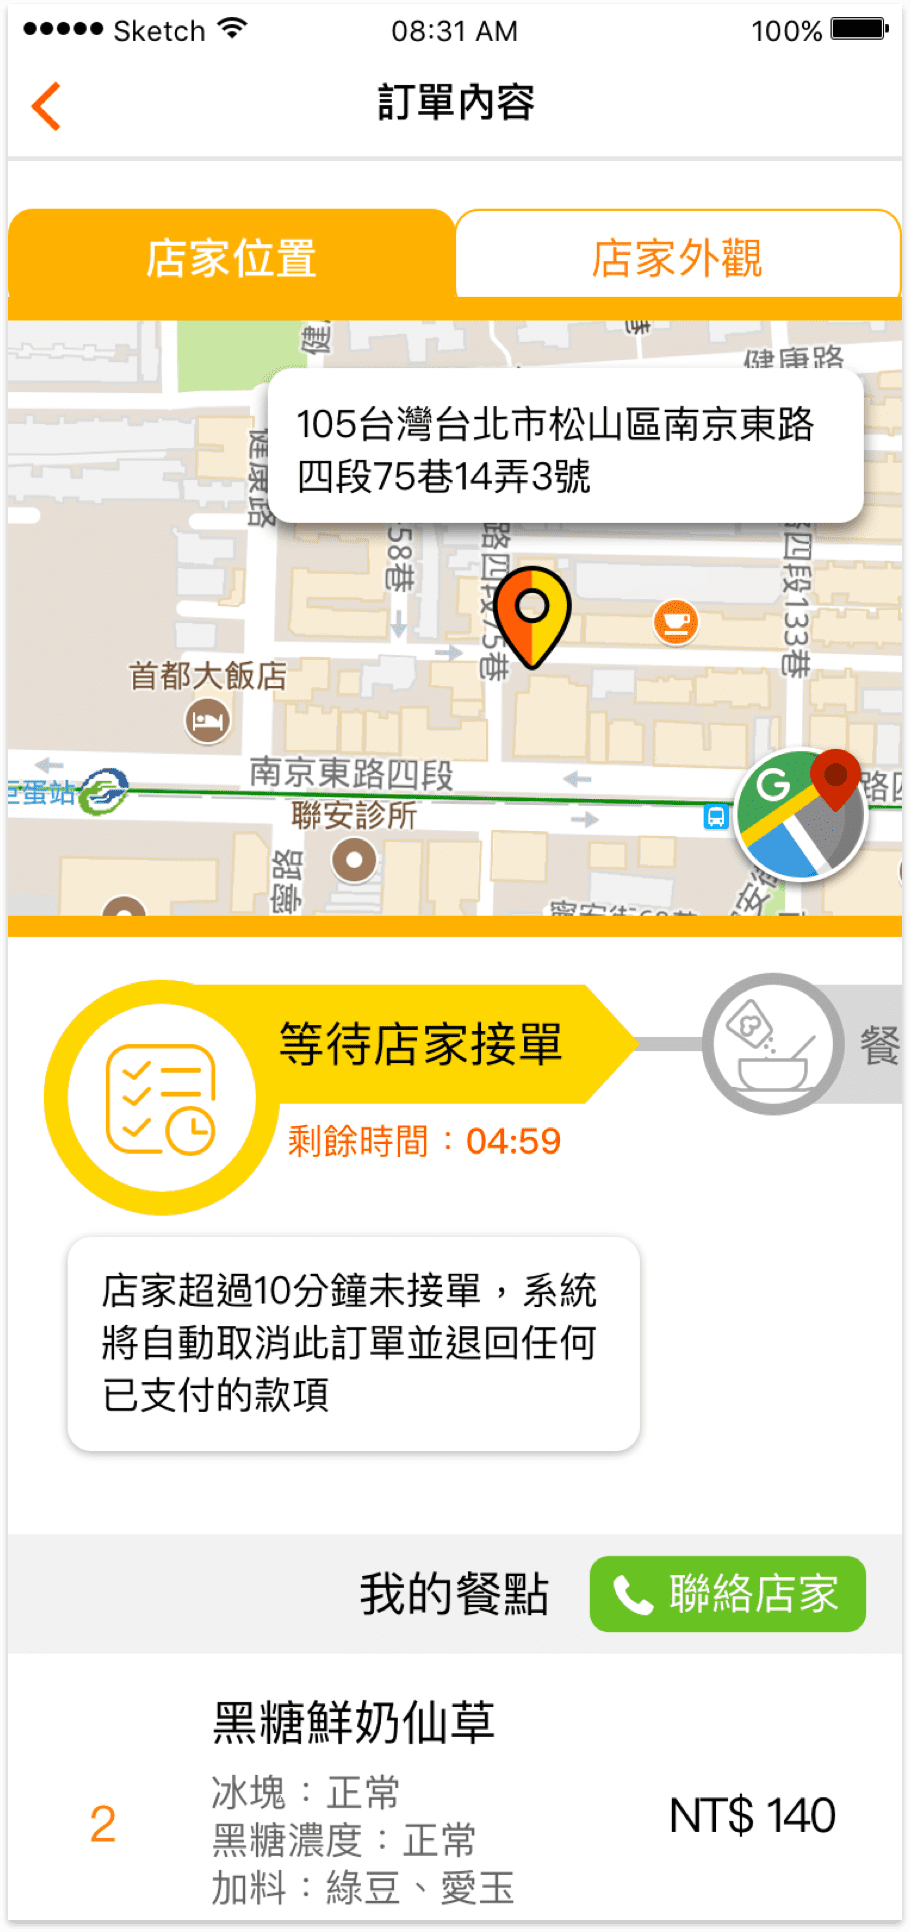 Sketch 08:31 AM 100%
訂單內容
店家位置 店家外觀
健康路
105台灣台北市松山區南京東路
四段75巷14弄3號
健康路
58巷
路四段75巷
四段133巷
首都大飯店
南京東路四段
巨蛋站
聯安診所
G
寧路
等待店家接單
餐
剩餘時間：04:59
店家超過10分鐘未接單，系統
將自動取消此訂單並退回任何
已支付的款項
我的餐點 聯絡店家
黑糖鮮奶仙草
冰塊：正常
2 NT$ 140
黑糖濃度：正常
加料：綠豆、愛玉